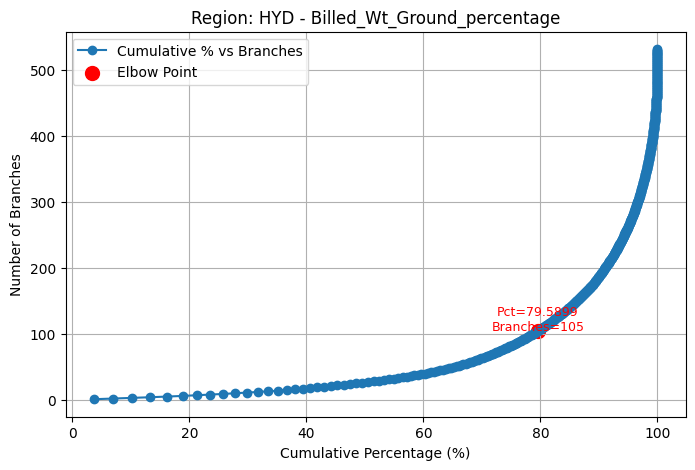 Region: HYD - Billed_Wt_Ground_percentage
Cumulative % vs Branches
Elbow Point
Number of Branches
500
400
300
200
100
0
Pct=79.5899
Branches=105
0
20
40
60
80
100
Cumulative Percentage (%)